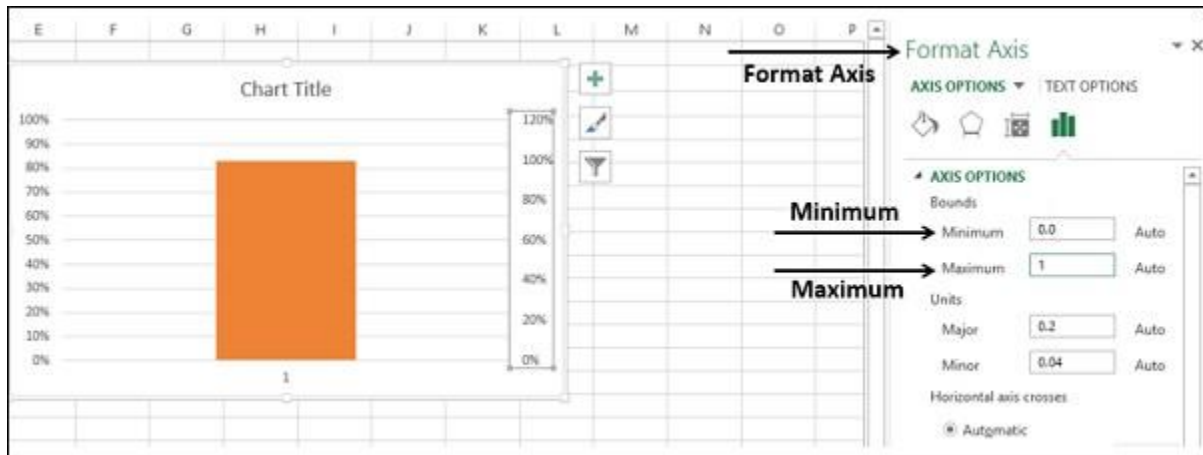 E F G H I J K L M N O P
Format Axis
Format Axis
Chart Title
AXIS OPTIONS TEXT OPTIONS
100%
90%
80%
70%
60%
50%
40%
30%
20%
10%
0%
1
120%
100%
80%
60%
40%
20%
0%
AXIS OPTIONS
Bounds
Minimum
Minimum 0.0 Auto
Maximum 1 Auto
Maximum
Units
Major 0.2 Auto
Minor 0.04 Auto
Horizontal axis crosses
Automatic